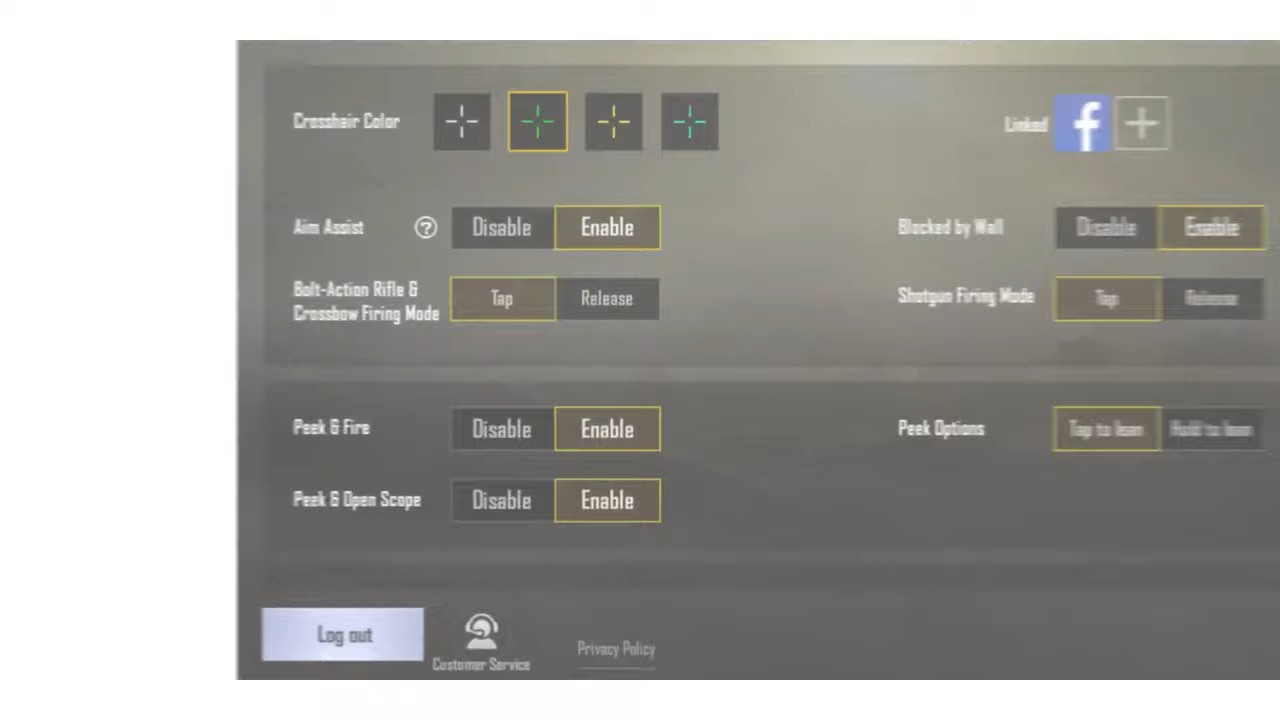 Crosshair Color
Linked
Aim Assist ? Disable Enable
Blocked by Wall Disable Enable
Bolt-Action Rifle &
Crossbow Firing Mode Tap Release
Shotgun Firing Mode Tap Release
Peek & Fire Disable Enable
Peek Options Tap to lean Hold to lean
Peek & Open Scope Disable Enable
Log out
Customer Service
Privacy Policy